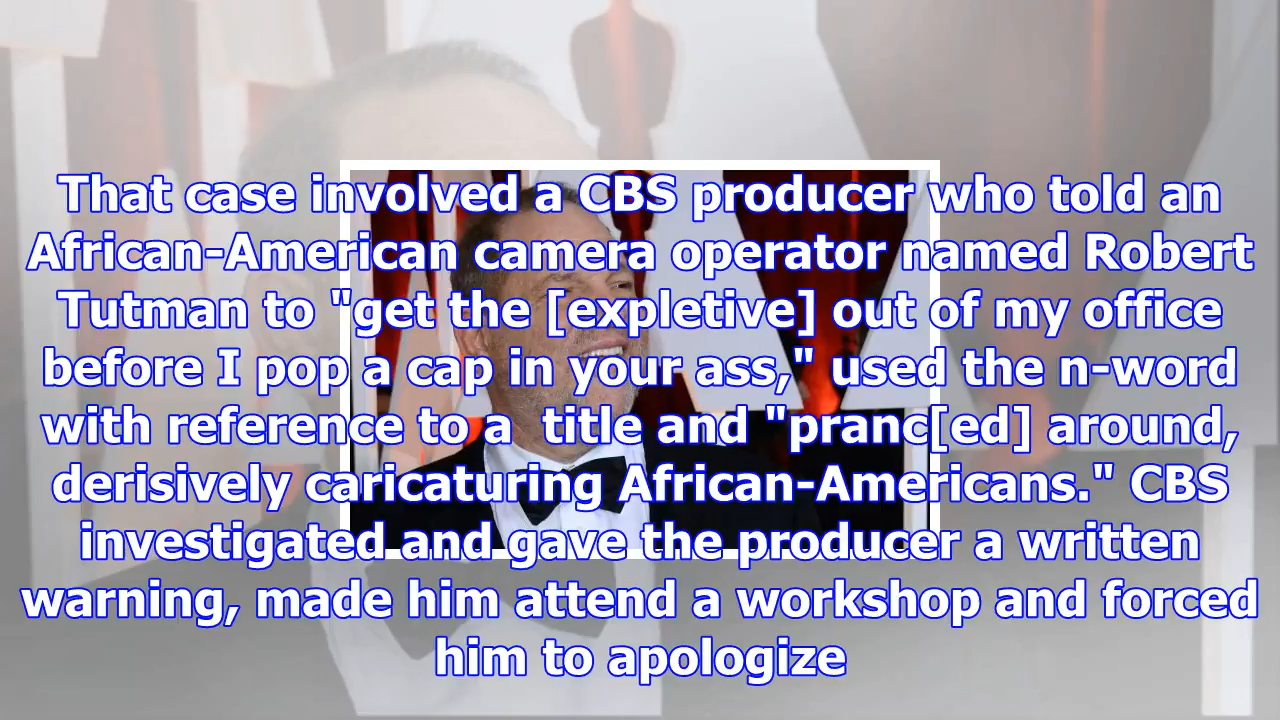 That case involved a CBS producer who told an
African-American camera operator named Robert
Tutman to "get the [expletive] out of my office
before I pop a cap in your ass," used the n-word
with reference to a  title and "pranc[ed] around,
derisively caricaturing African-Americans." CBS
investigated and gave the producer a written
warning, made him attend a workshop and forced
him to apologize